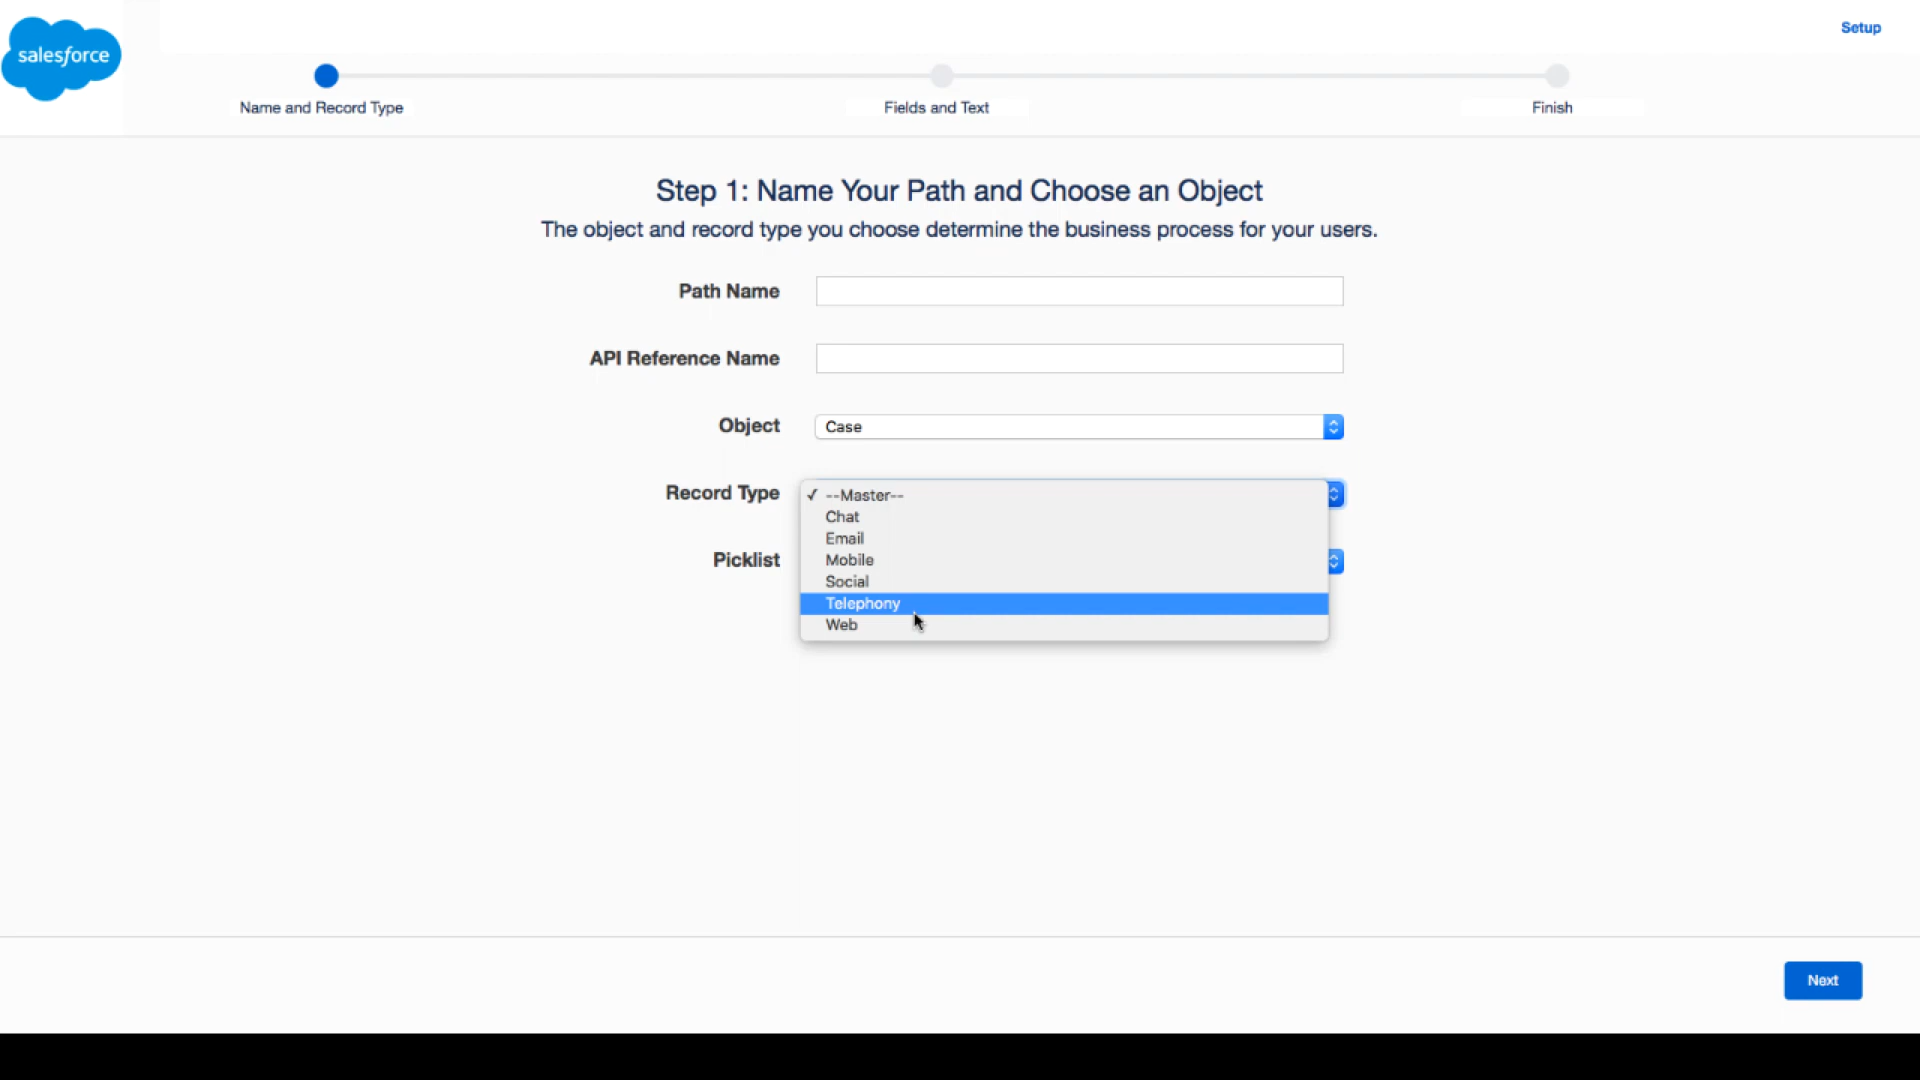 salesforce
Setup
Name and Record Type
Fields and Text
Finish
Step 1: Name Your Path and Choose an Object
The object and record type you choose determine the business process for your users.
Path Name
API Reference Name
Object
Case
Record Type
✓ --Master--
Chat
Email
Mobile
Social
Telephony
Web
Picklist
Next